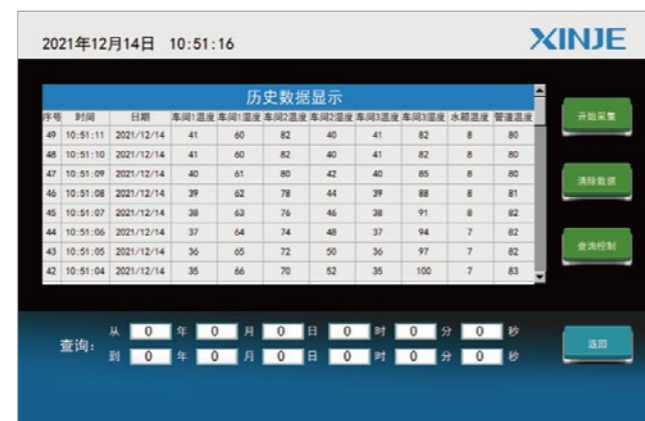 2021年12月14日 10:51:16
XINJE
历史数据显示
序号 时间 日期 车间1温度 车间1湿度 车间2温度 车间2湿度 车间3温度 车间3湿度 水箱温度 管道温度
49 10:51:11 2021/12/14 41 60 82 40 41 82 8 80
48 10:51:10 2021/12/14 41 60 82 40 41 82 8 80
47 10:51:09 2021/12/14 40 61 80 42 40 85 8 80
46 10:51:08 2021/12/14 39 62 78 44 39 88 8 81
45 10:51:07 2021/12/14 38 63 76 46 38 91 8 82
44 10:51:06 2021/12/14 37 64 74 48 37 94 7 82
43 10:51:05 2021/12/14 36 65 72 50 36 97 7 82
42 10:51:04 2021/12/14 35 66 70 52 35 100 7 83
开始采集
清除数据
查询控制
查询:
从 0 年 0 月 0 日 0 时 0 分 0 秒
到 0 年 0 月 0 日 0 时 0 分 0 秒
返回